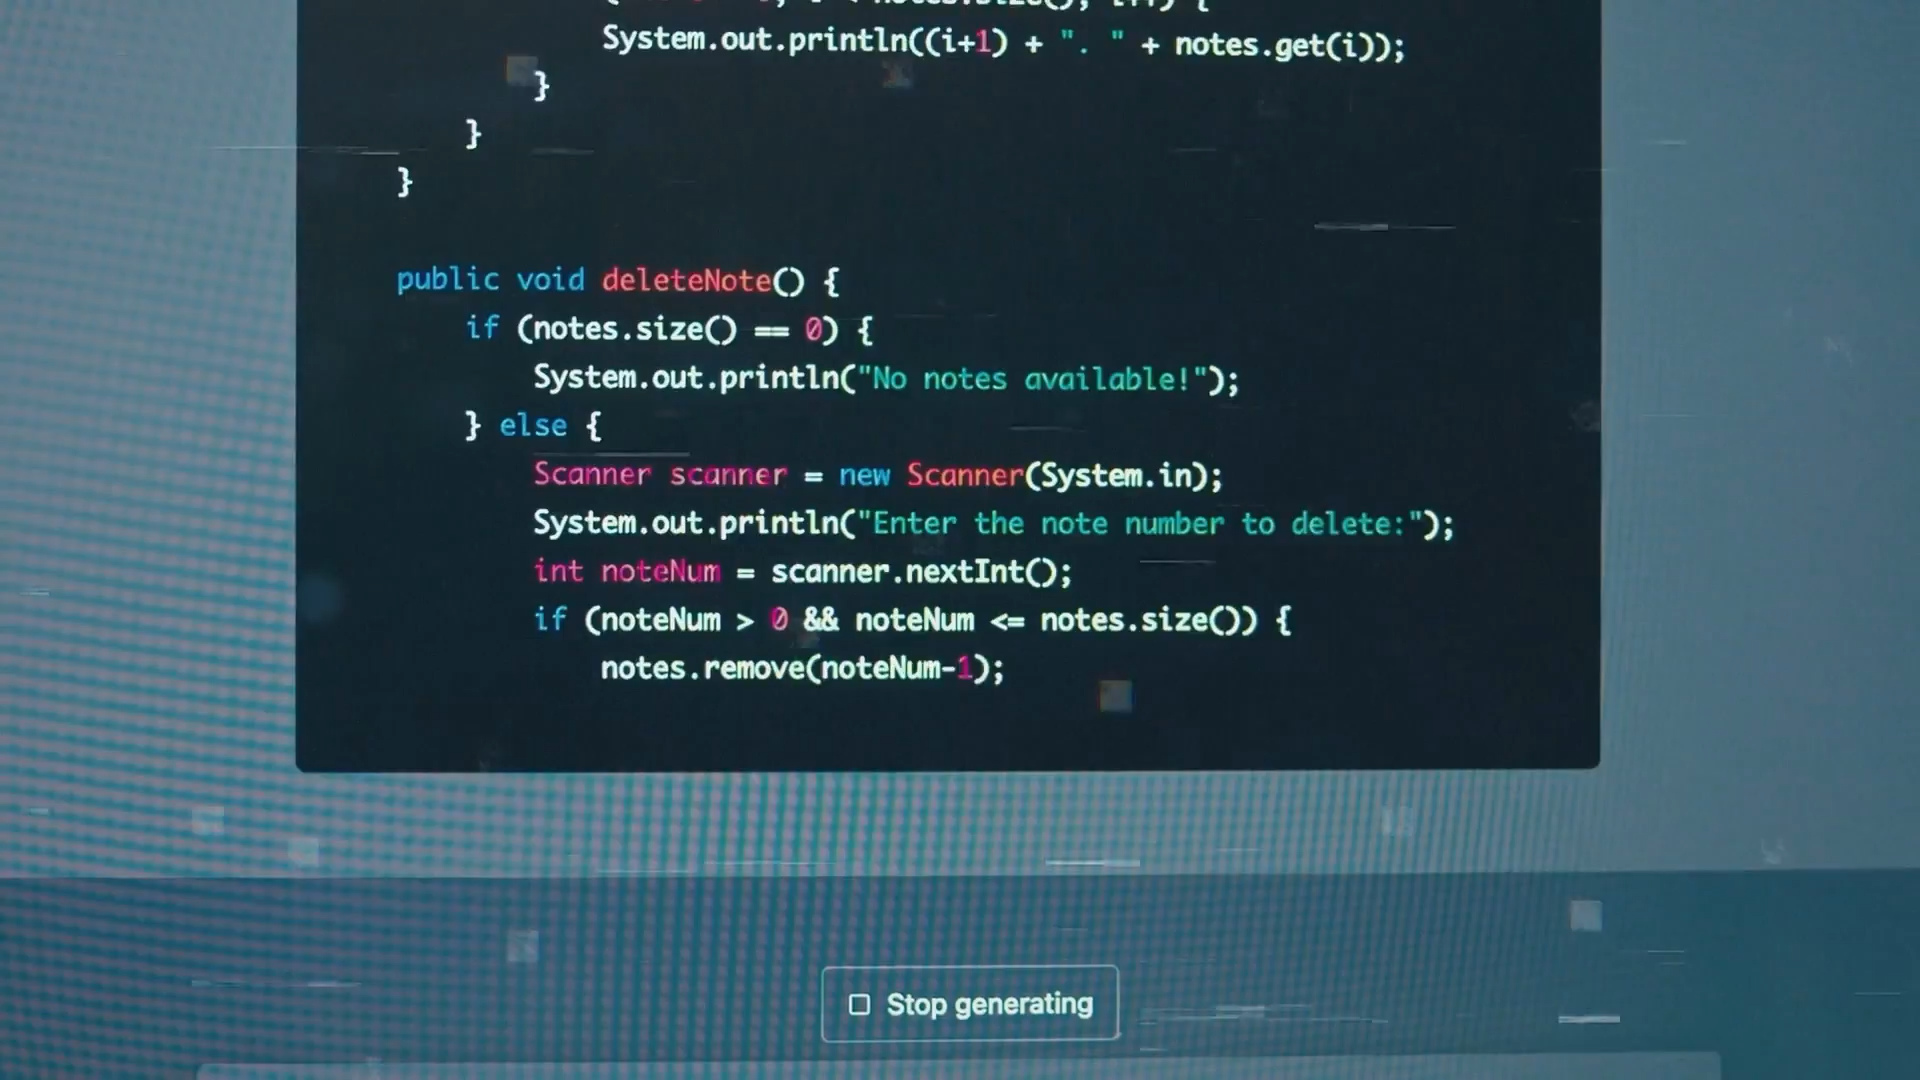 System.out.println((i+1) + ". " + notes.get(i));
}
}
}
public void deleteNote() {
if (notes.size() == 0) {
System.out.println("No notes available!");
} else {
Scanner scanner = new Scanner(System.in);
System.out.println("Enter the note number to delete:");
int noteNum = scanner.nextInt();
if (noteNum > 0 && noteNum <= notes.size()) {
notes.remove(noteNum-1);
Stop generating